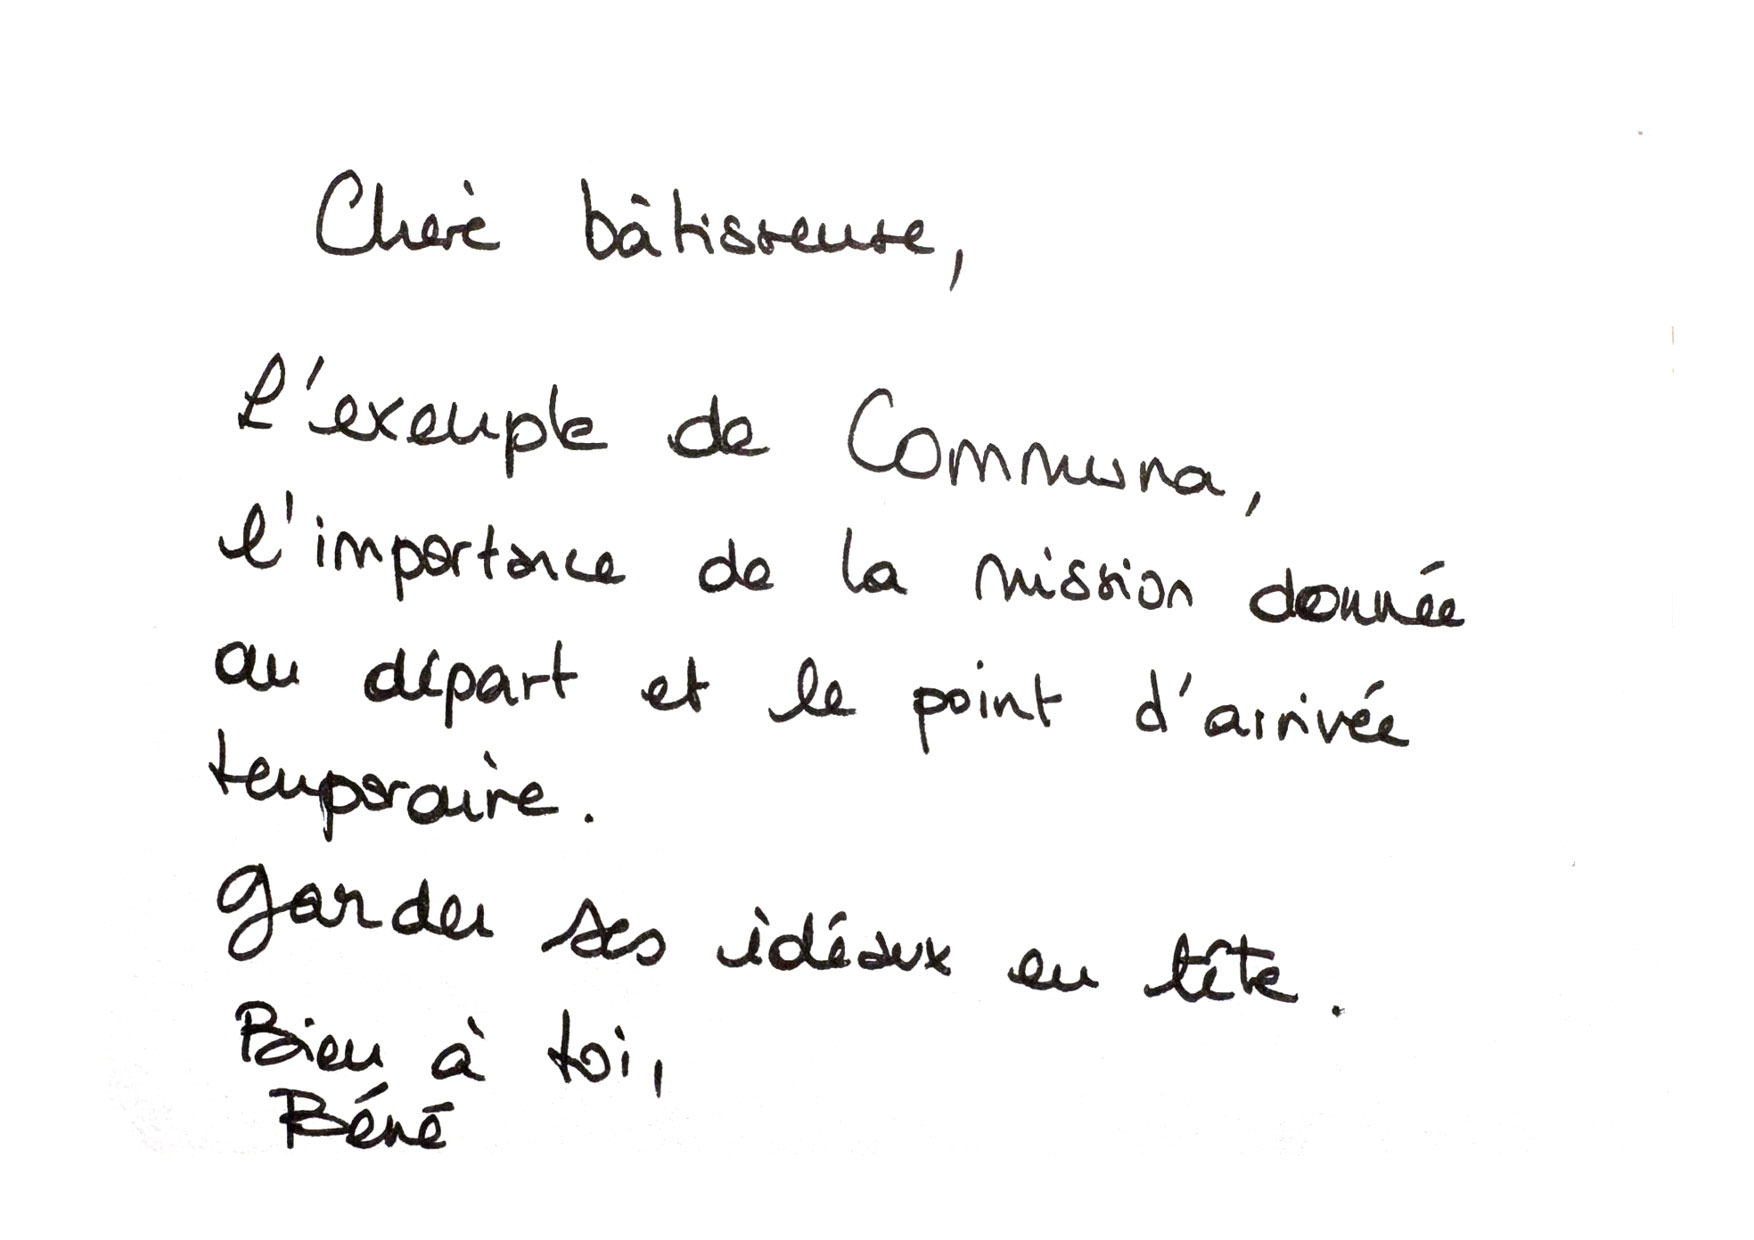 Chère bâtisseuse,
L'exemple de Communa,
l'importance de la mission donnée
au départ et le point d'arrivée
temporaire.
Garder ses idéaux en tête.
Bien à toi,
Béné